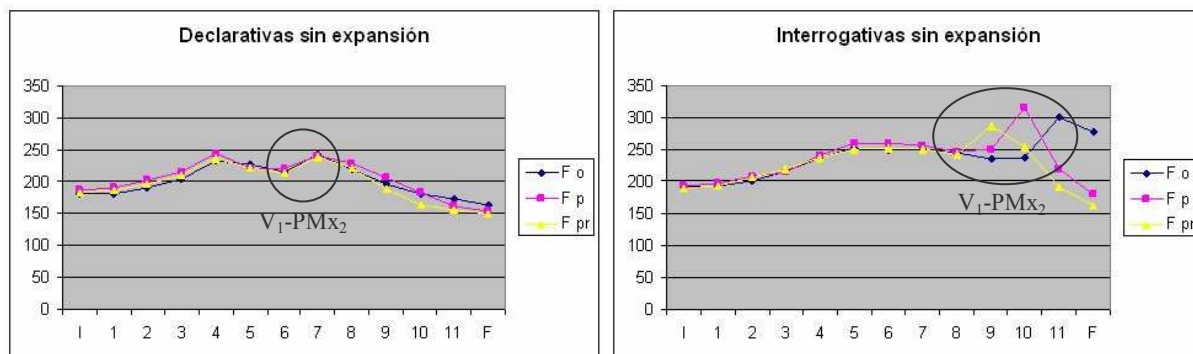 Declarativas sin expansión
350
300
250
200
150
100
50
0
V₁-PMx₂
I 1 2 3 4 5 6 7 8 9 10 11 F
F o
F p
F pr
Interrogativas sin expansión
350
300
250
200
150
100
50
0
V₁-PMx₂
I 1 2 3 4 5 6 7 8 9 10 11 F
F o
F p
F pr